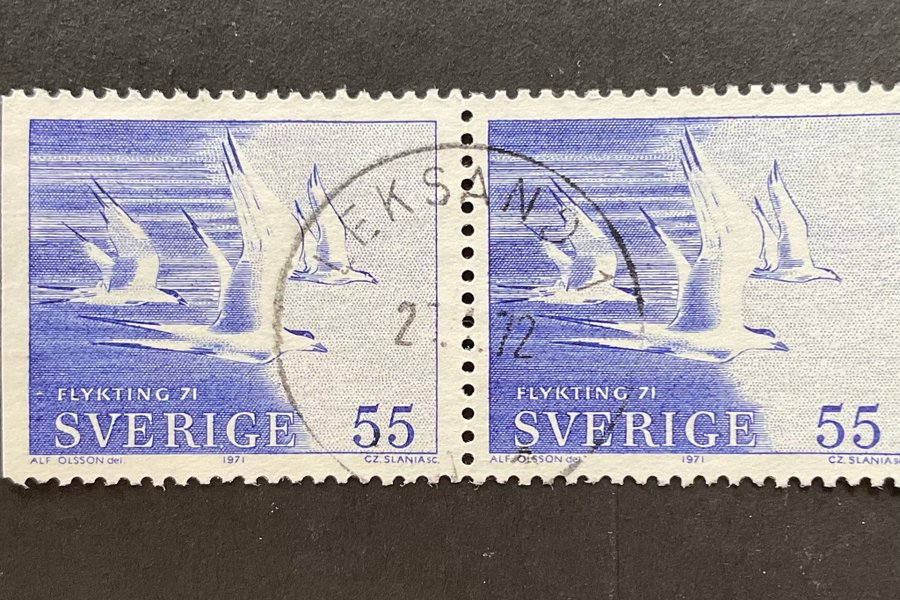 EKSAND
72
FLYKTING 71
SVERIGE 55
ALF OLSSON del. 1971 CZ. SLANIA sc.
FLYKTING 71
SVERIGE 55
ALF OLSSON del. 1971 CZ. SLANIA sc.